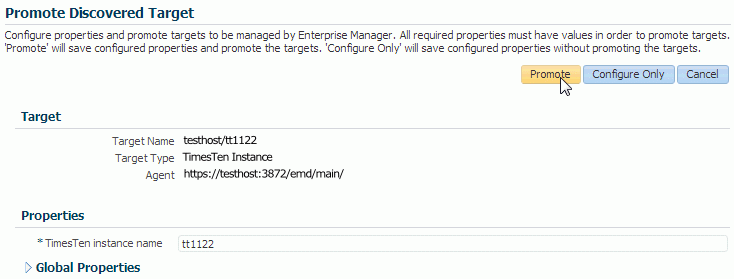 Promote Discovered Target
Configure properties and promote targets to be managed by Enterprise Manager. All required properties must have values in order to promote targets.
'Promote' will save configured properties and promote the targets. 'Configure Only' will save configured properties without promoting the targets.
Promote Configure Only Cancel
Target
Target Name testhost/tt1122
Target Type TimesTen Instance
Agent https://testhost:3872/emd/main/
Properties
* TimesTen instance name tt1122
Global Properties